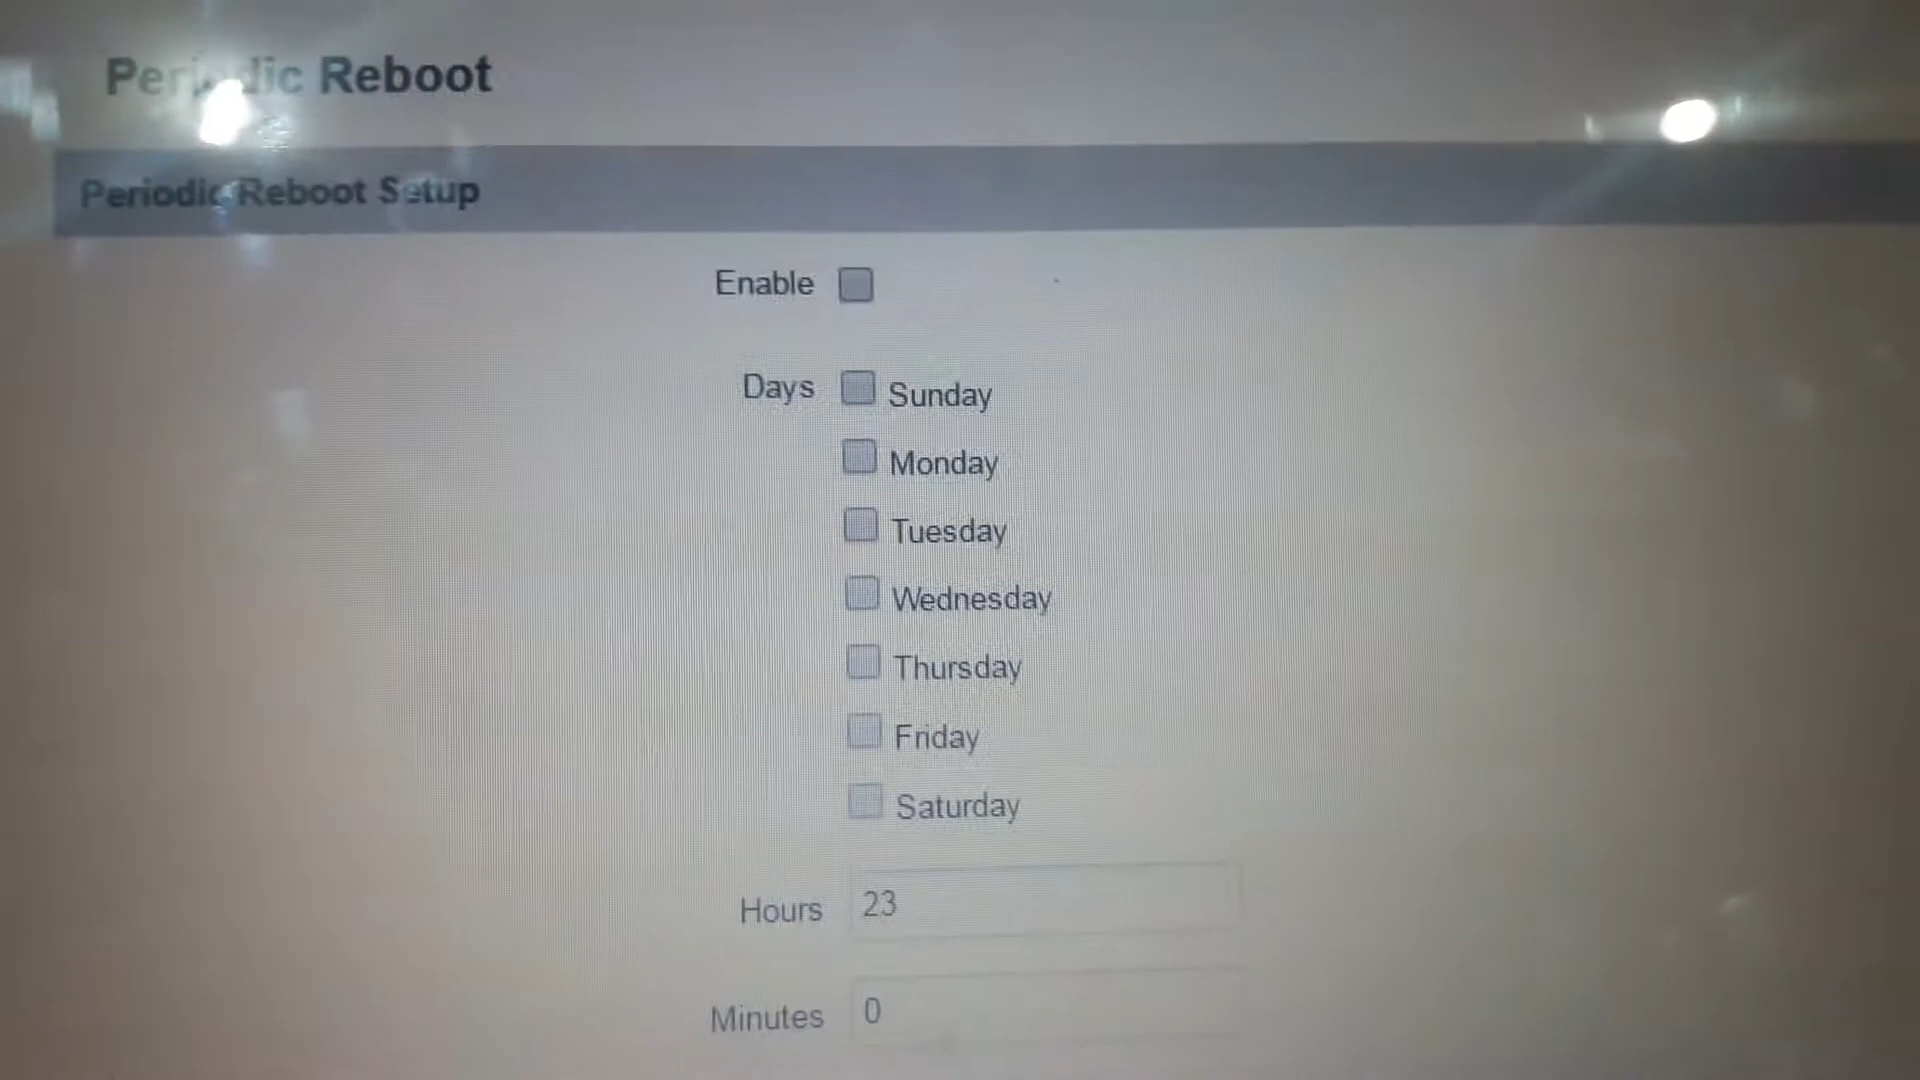 Periodic Reboot
Periodic Reboot Setup
Enable
Days Sunday
Monday
Tuesday
Wednesday
Thursday
Friday
Saturday
Hours 23
Minutes 0